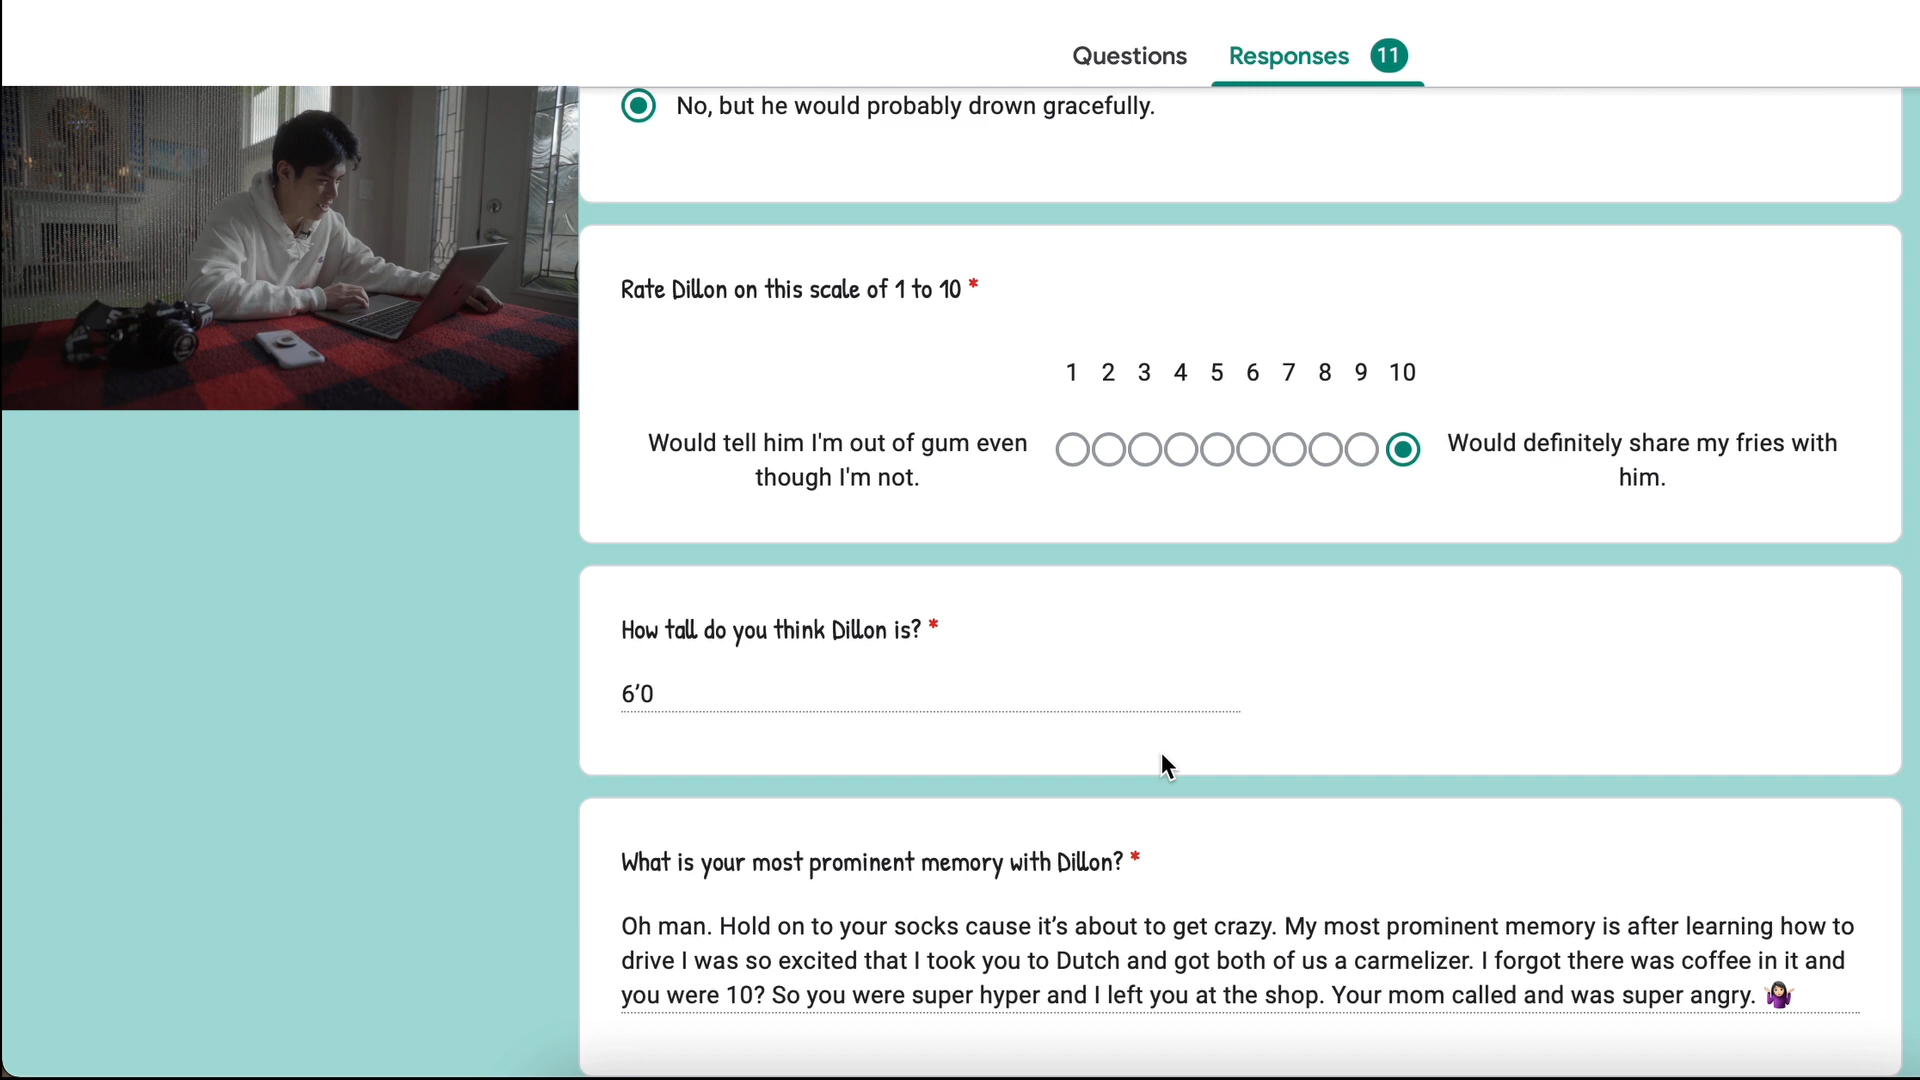 Questions Responses 11
No, but he would probably drown gracefully.
Rate Dillon on this scale of 1 to 10 *
1 2 3 4 5 6 7 8 9 10
Would tell him I'm out of gum even
though I'm not.
Would definitely share my fries with
him.
How tall do you think Dillon is? *
6’0
What is your most prominent memory with Dillon? *
Oh man. Hold on to your socks cause it’s about to get crazy. My most prominent memory is after learning how to
drive I was so excited that I took you to Dutch and got both of us a carmelizer. I forgot there was coffee in it and
you were 10? So you were super hyper and I left you at the shop. Your mom called and was super angry. 🤷🏻‍♀️